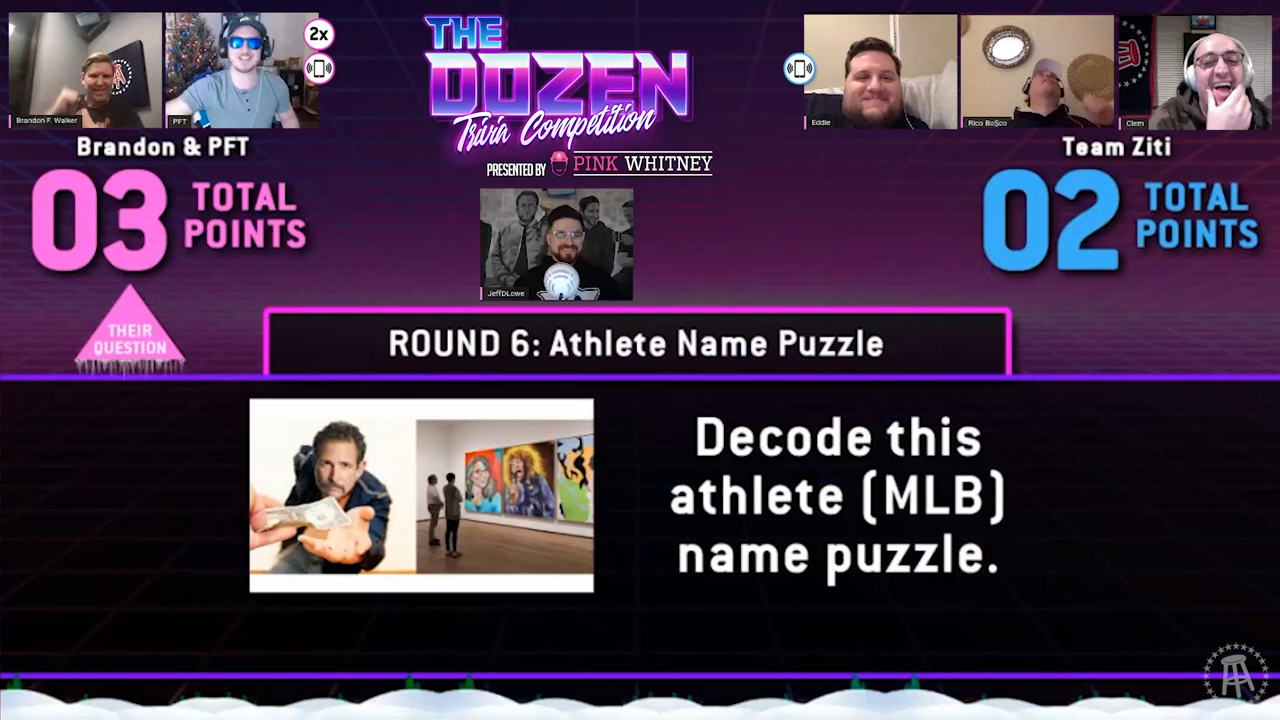 Brandon F. Walker
PFT
2x
THE
DOZEN
Trivia Competition
PRESENTED BY PINK WHITNEY
Eddie
Rico Bo$co
Clem
Brandon & PFT
03 TOTAL
POINTS
JeffDLowe
Team Ziti
02 TOTAL
POINTS
THEIR
QUESTION
ROUND 6: Athlete Name Puzzle
Decode this
athlete (MLB)
name puzzle.